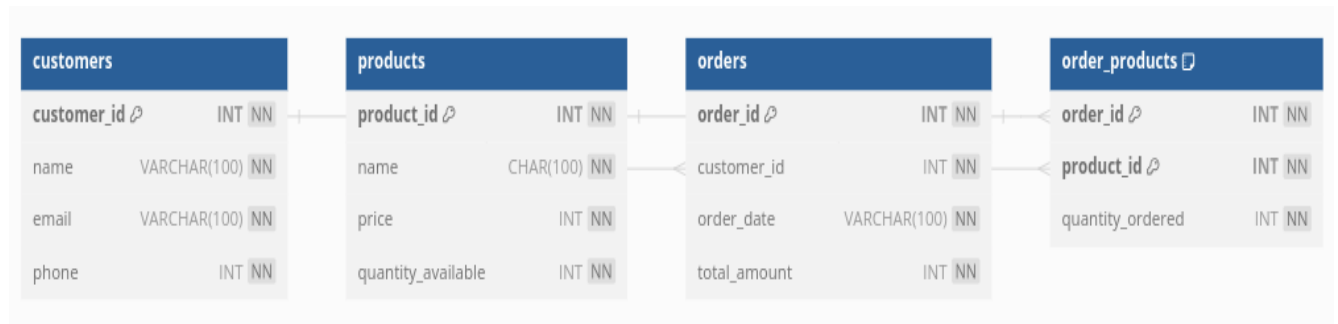 customers
customer_id INT NN
name VARCHAR(100) NN
email VARCHAR(100) NN
phone INT NN
products
product_id INT NN
name CHAR(100) NN
price INT NN
quantity_available INT NN
orders
order_id INT NN
customer_id INT NN
order_date VARCHAR(100) NN
total_amount INT NN
order_products
order_id INT NN
product_id INT NN
quantity_ordered INT NN